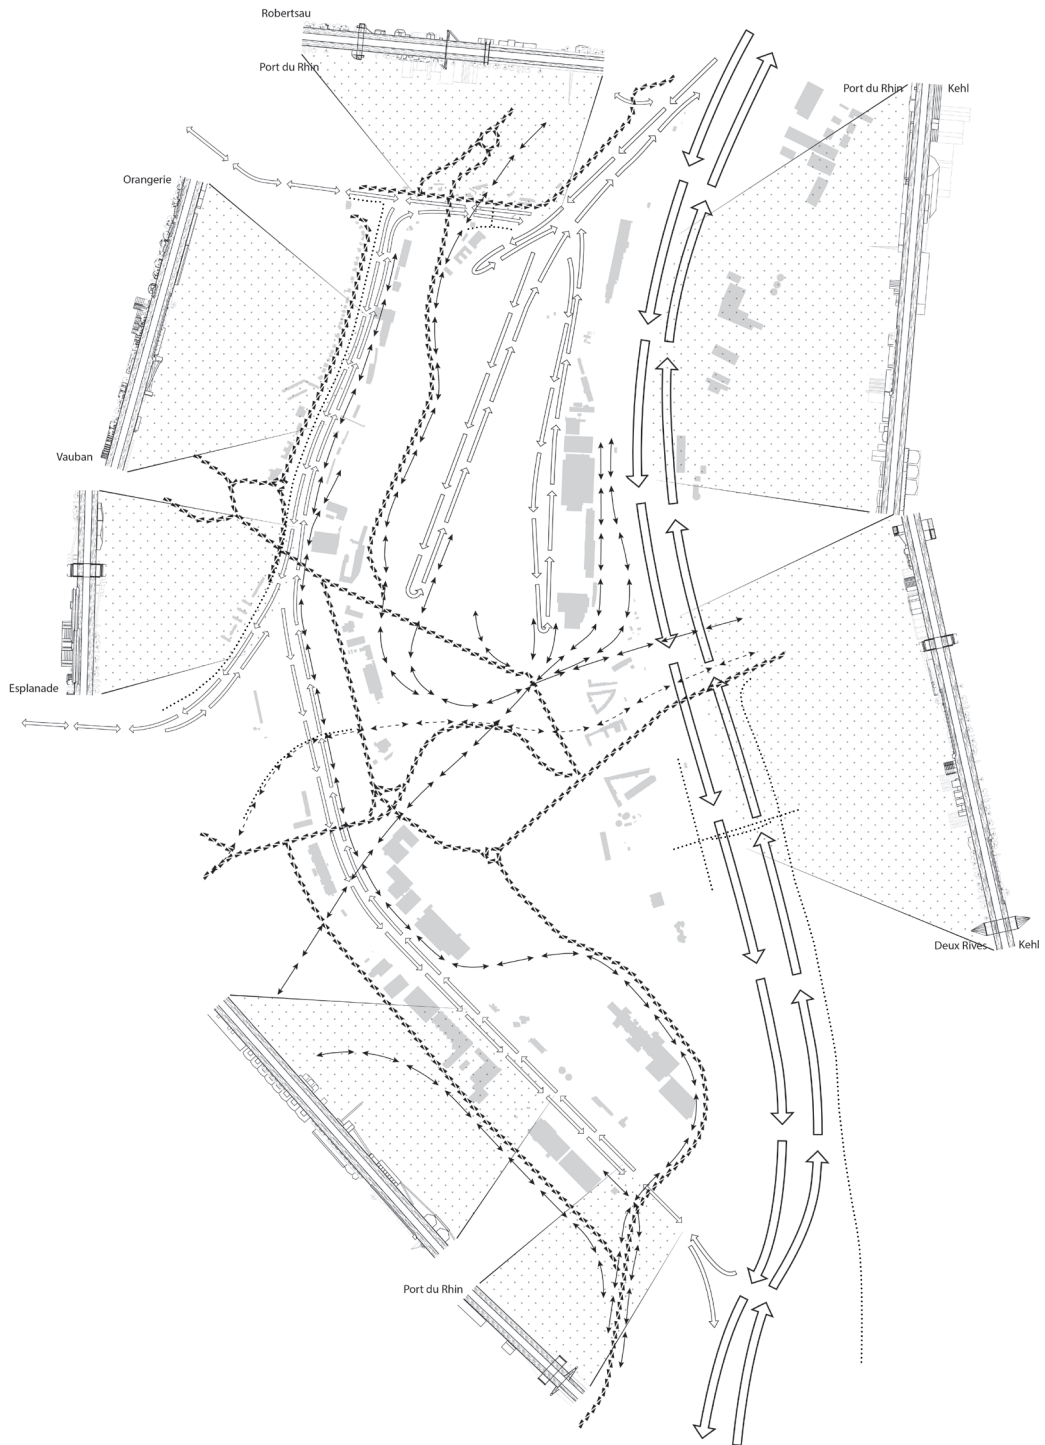 Robertsau
Port du Rhin
Port du Rhin
Kehl
Orangerie
Vauban
Esplanade
Deux Rives
Kehl
Port du Rhin